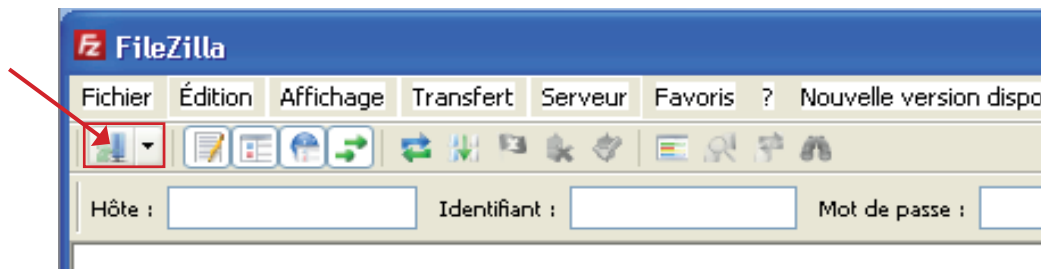 FileZilla
Fichier Édition Affichage Transfert Serveur Favoris ? Nouvelle version dispo
Hôte : Identifiant : Mot de passe :